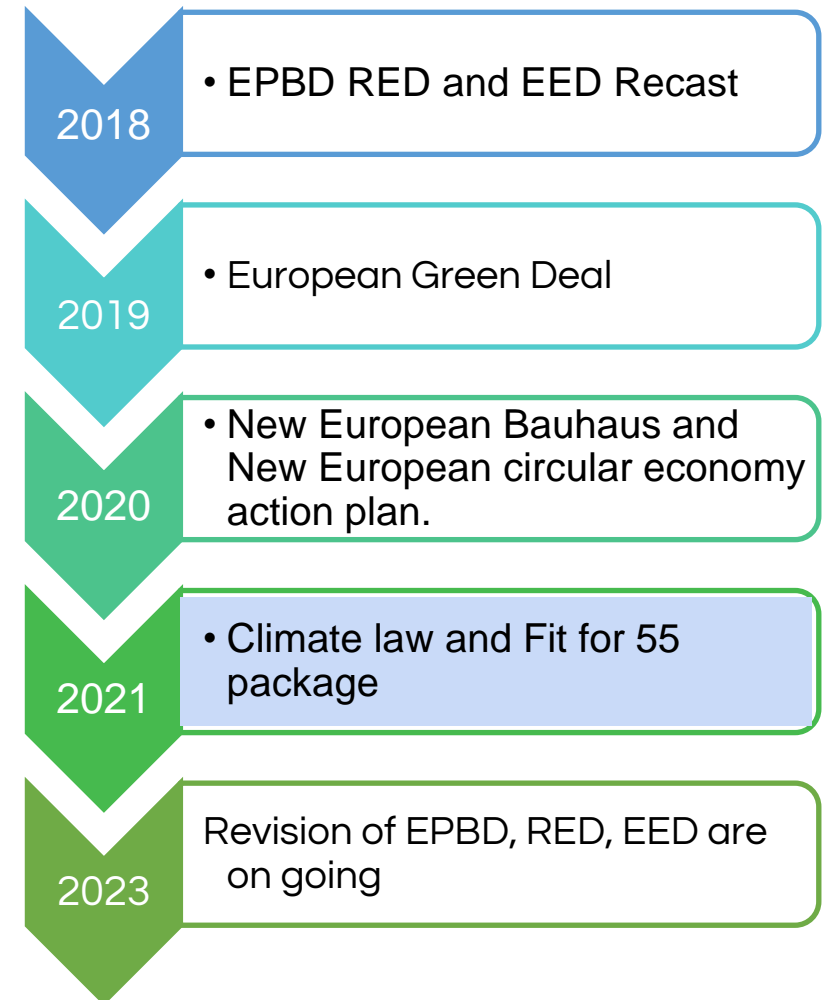 2018
• EPBD RED and EED Recast
2019
• European Green Deal
2020
• New European Bauhaus and
New European circular economy
action plan.
2021
• Climate law and Fit for 55
package
2023
Revision of EPBD, RED, EED are
on going